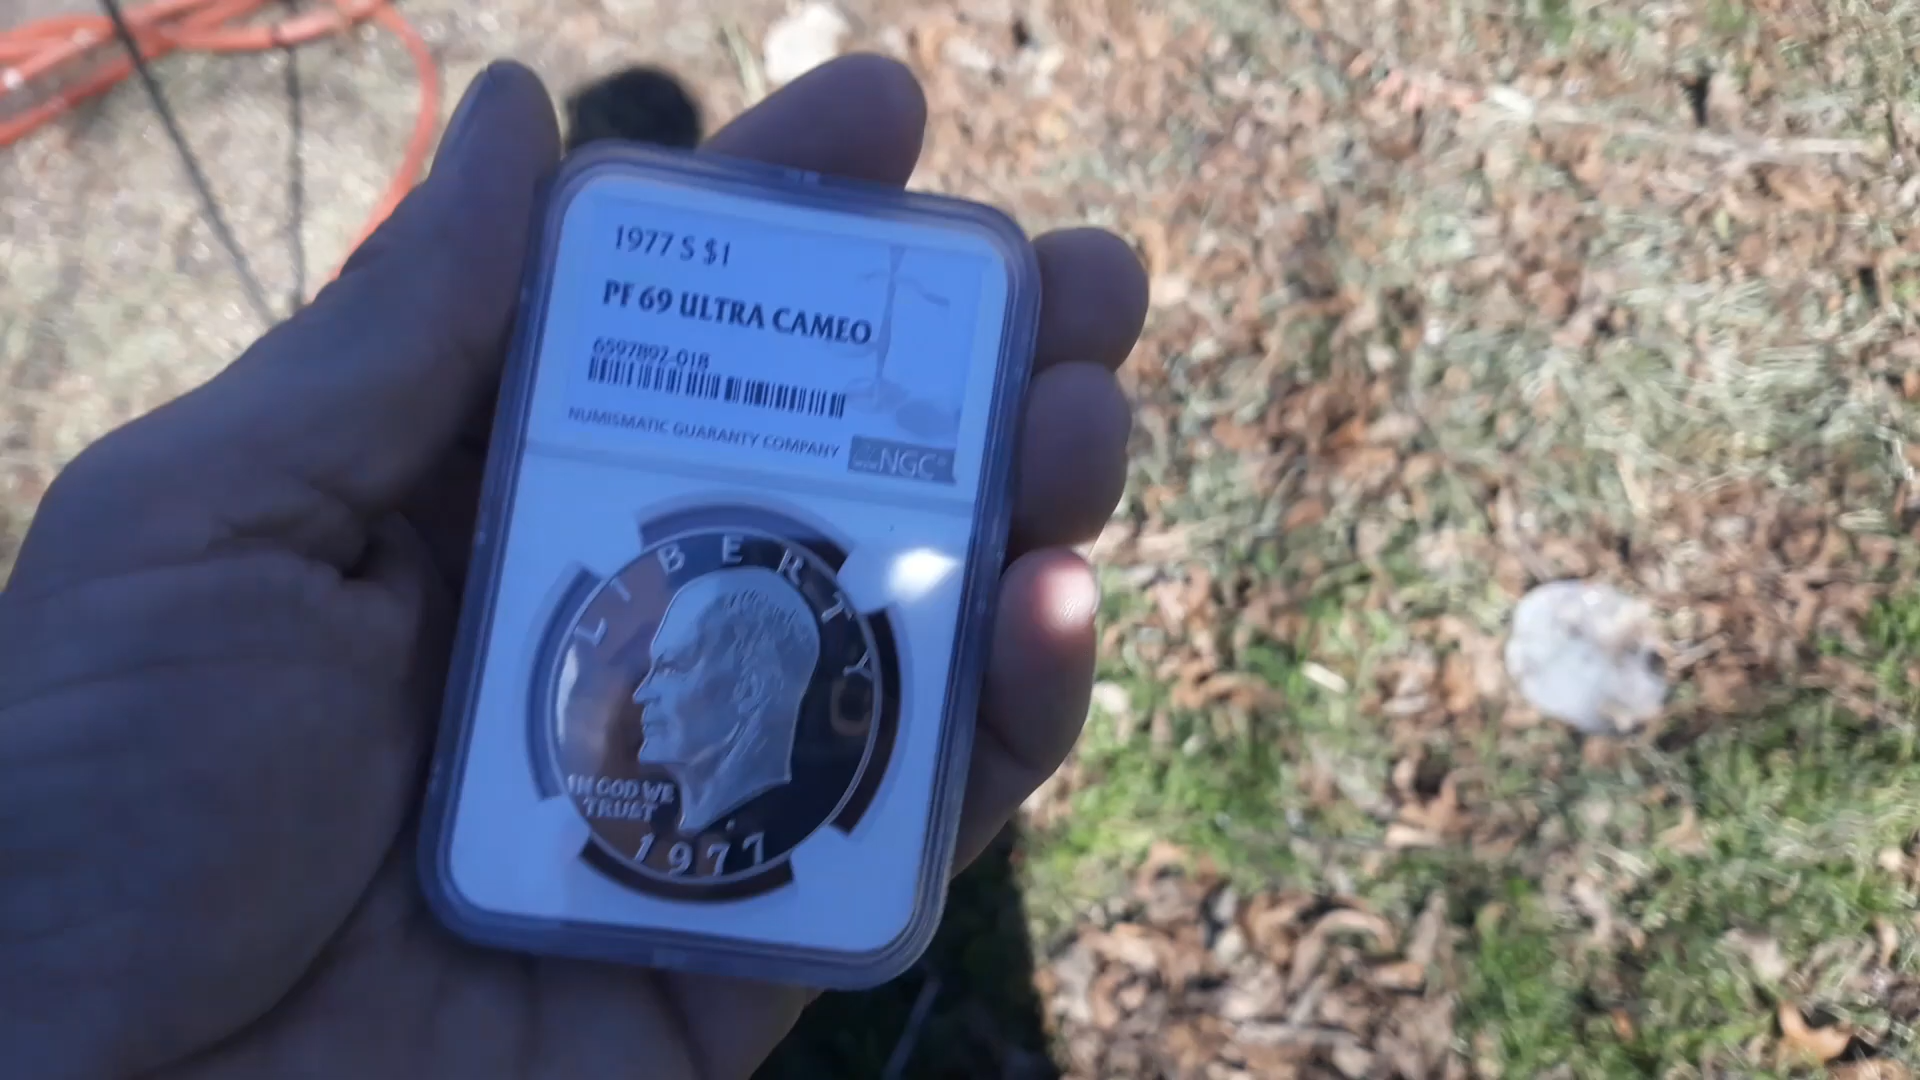 1977 S $1
PF 69 ULTRA CAMEO
6597892-018
NUMISMATIC GUARANTY COMPANY NGC
LIBERTY
IN GOD WE
TRUST
1977